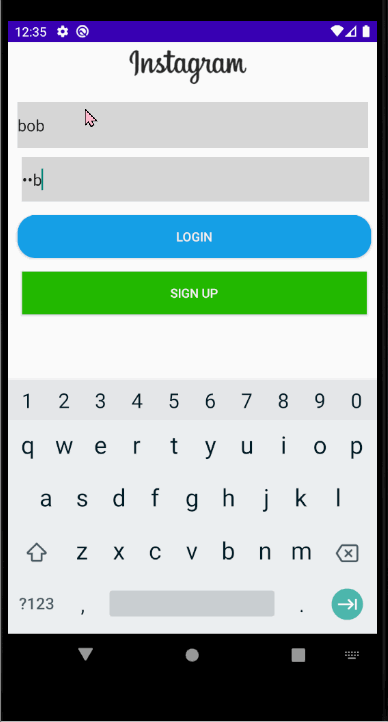 12:35
Instagram
bob
••b
LOGIN
SIGN UP
1 2 3 4 5 6 7 8 9 0
q w e r t y u i o p
a s d f g h j k l
z x c v b n m
?123 , .